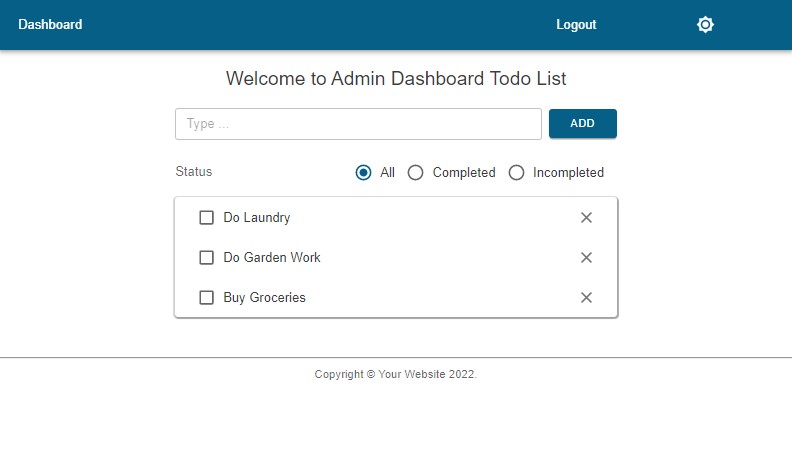 Dashboard Logout
Welcome to Admin Dashboard Todo List
Type ... ADD
Status All Completed Incompleted
Do Laundry
Do Garden Work
Buy Groceries
Copyright © Your Website 2022.